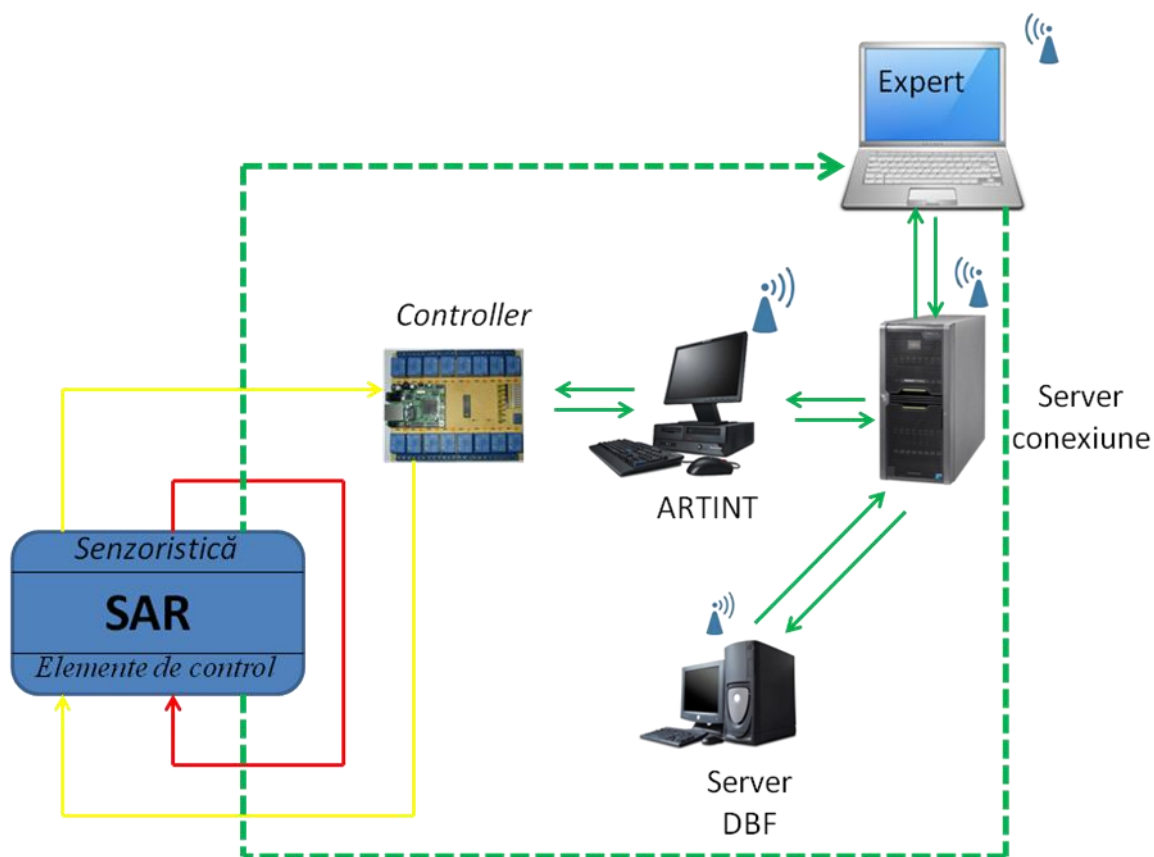 Expert
Controller
Server
conexiune
ARTINT
Senzoristică
SAR
Elemente de control
Server
DBF